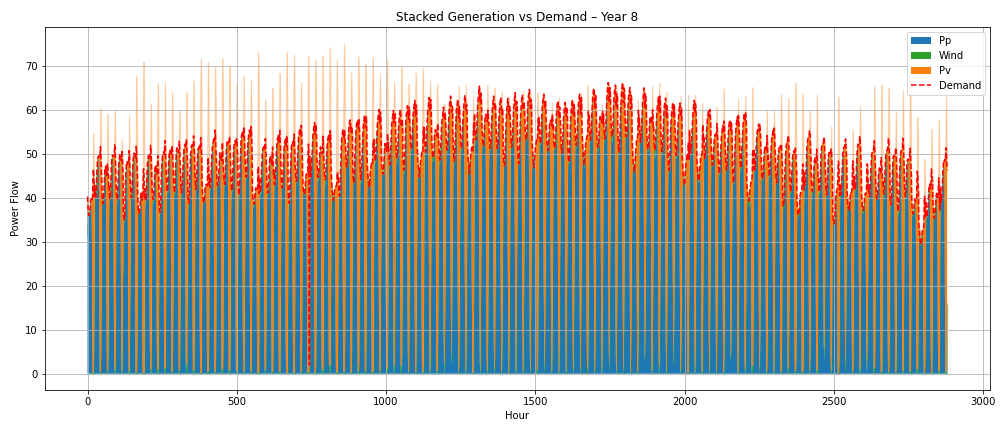 Stacked Generation vs Demand – Year 8
Power Flow
70
60
50
40
30
20
10
0
Pp
Wind
Pv
Demand
0 500 1000 1500 2000 2500 3000
Hour